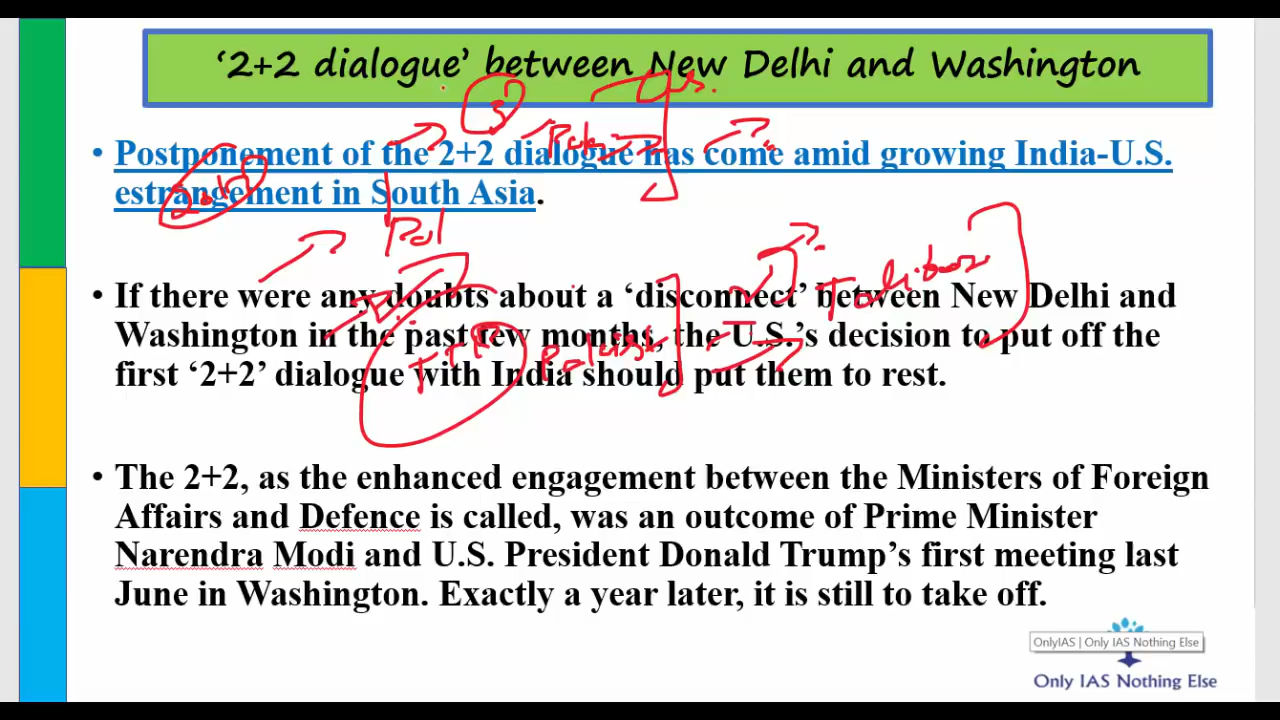 ‘2+2 dialogue’ between New Delhi and Washington
• Postponement of the 2+2 dialogue has come amid growing India-U.S.
estrangement in South Asia.
• If there were any doubts about a ‘disconnect’ between New Delhi and
Washington in the past few months, the U.S.’s decision to put off the
first ‘2+2’ dialogue with India should put them to rest.
• The 2+2, as the enhanced engagement between the Ministers of Foreign
Affairs and Defence is called, was an outcome of Prime Minister
Narendra Modi and U.S. President Donald Trump’s first meeting last
June in Washington. Exactly a year later, it is still to take off.
OnlyIAS | Only IAS Nothing Else
Only IAS Nothing Else